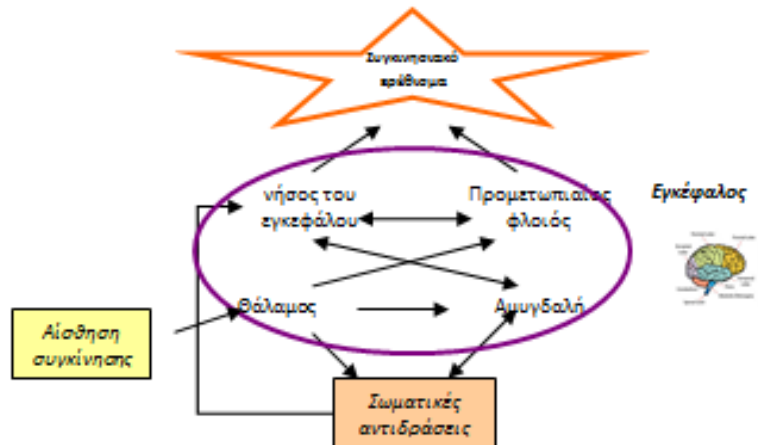 Συγκινησιακό
ερέθισμα
νήσος του
εγκεφάλου
Προμετωπιαίος
φλοιός
Εγκέφαλος
Θάλαμος
Αμυγδαλή
Αίσθηση
συγκίνησης
Σωματικές
αντιδράσεις